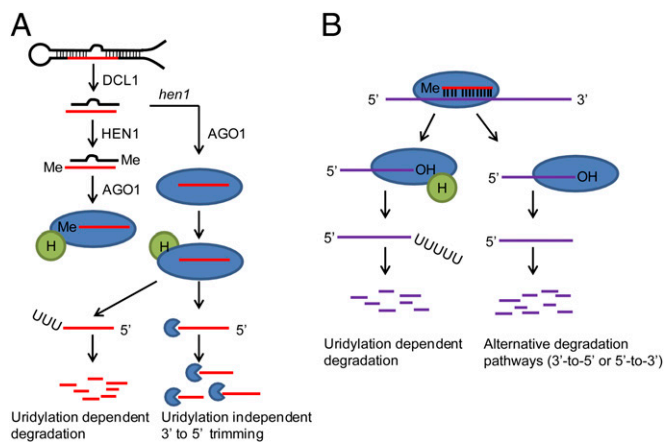 A
DCL1
hen1
HEN1
AGO1
Me
Me
AGO1
Me
H
H
UUU
5'
5'
Uridylation dependent
degradation
Uridylation independent
3' to 5' trimming
B
Me
5'
3'
5'
OH
H
5'
OH
5'
UUUUU
5'
Uridylation dependent
degradation
Alternative degradation
pathways (3'-to-5' or 5'-to-3')